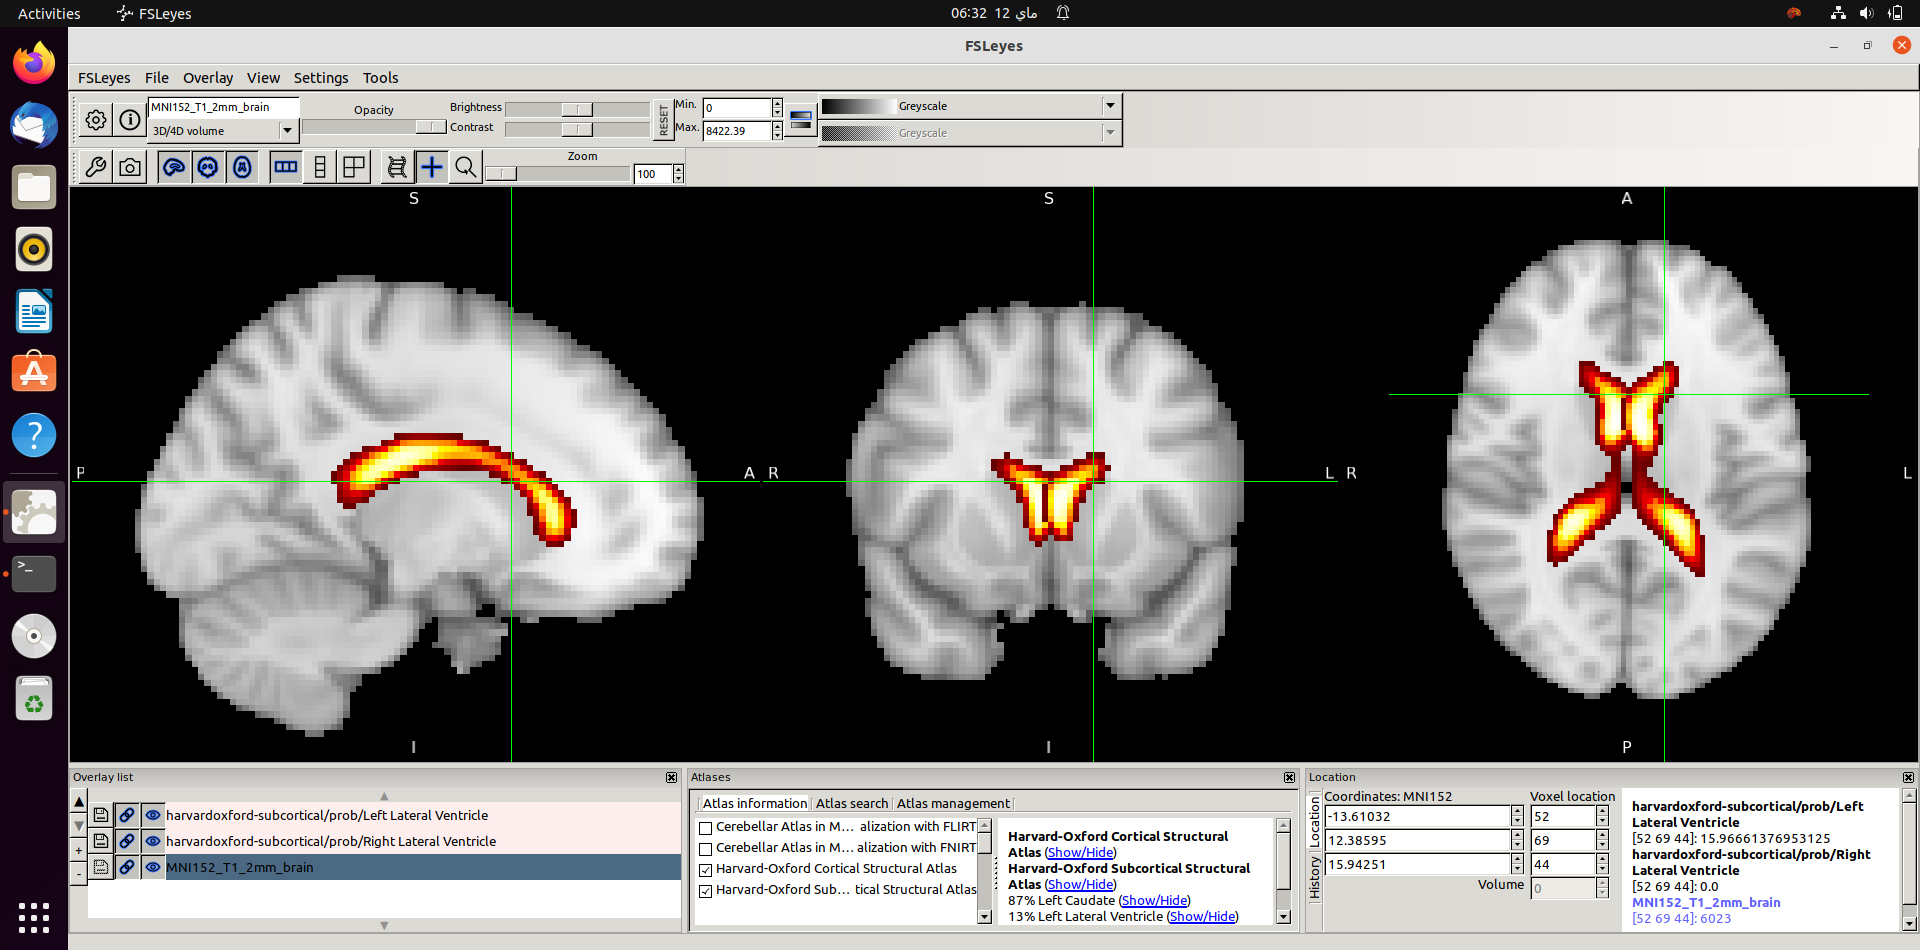 Activities
FSLeyes
06:32 12 ماي
FSLeyes
FSLeyes File Overlay View Settings Tools
MNI152_T1_2mm_brain
3D/4D volume
Opacity
Brightness
Contrast
RESET
Min.
0
Max.
8422.39
Greyscale
Greyscale
Zoom
100
S
S
A
P
A
R
L
R
L
I
I
P
Overlay list
harvardoxford-subcortical/prob/Left Lateral Ventricle
harvardoxford-subcortical/prob/Right Lateral Ventricle
MNI152_T1_2mm_brain
Atlases
Atlas information
Atlas search
Atlas management
Cerebellar Atlas in M... alization with FLIRT
Cerebellar Atlas in M... alization with FNIRT
Harvard-Oxford Cortical Structural Atlas
Harvard-Oxford Sub... tical Structural Atlas
Harvard-Oxford Cortical Structural
Atlas (Show/Hide)
Harvard-Oxford Subcortical Structural
Atlas (Show/Hide)
87% Left Caudate (Show/Hide)
13% Left Lateral Ventricle (Show/Hide)
Location
Location
History
Coordinates: MNI152
Voxel location
-13.61032
52
12.38595
69
15.94251
44
Volume
0
harvardoxford-subcortical/prob/Left
Lateral Ventricle
[52 69 44]: 15.96661376953125
harvardoxford-subcortical/prob/Right
Lateral Ventricle
[52 69 44]: 0.0
MNI152_T1_2mm_brain
[52 69 44]: 6023